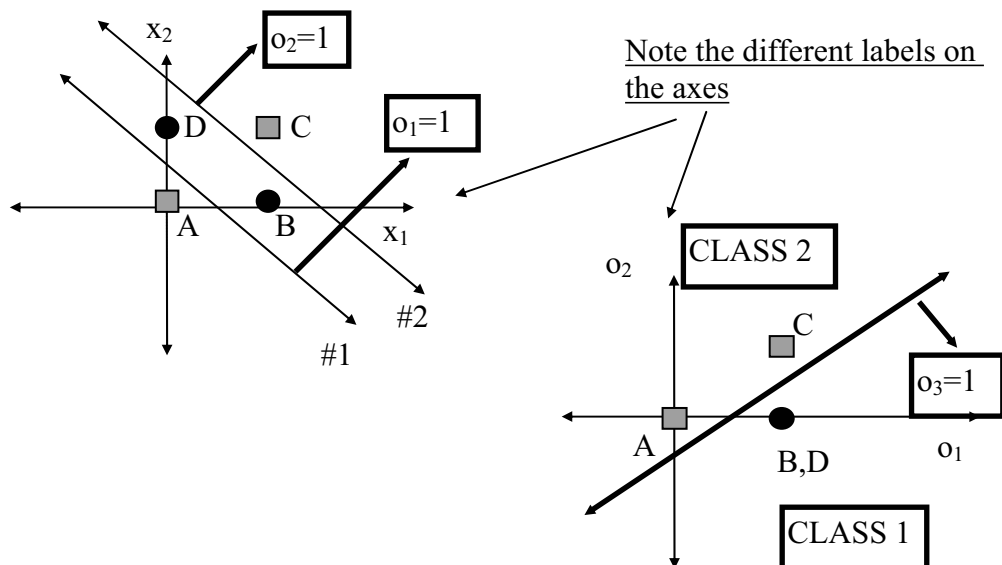 x₂
o₂=1
Note the different labels on
the axes
D
C
o₁=1
A
B
x₁
#2
#1
o₂
CLASS 2
C
o₃=1
A
B,D
o₁
CLASS 1